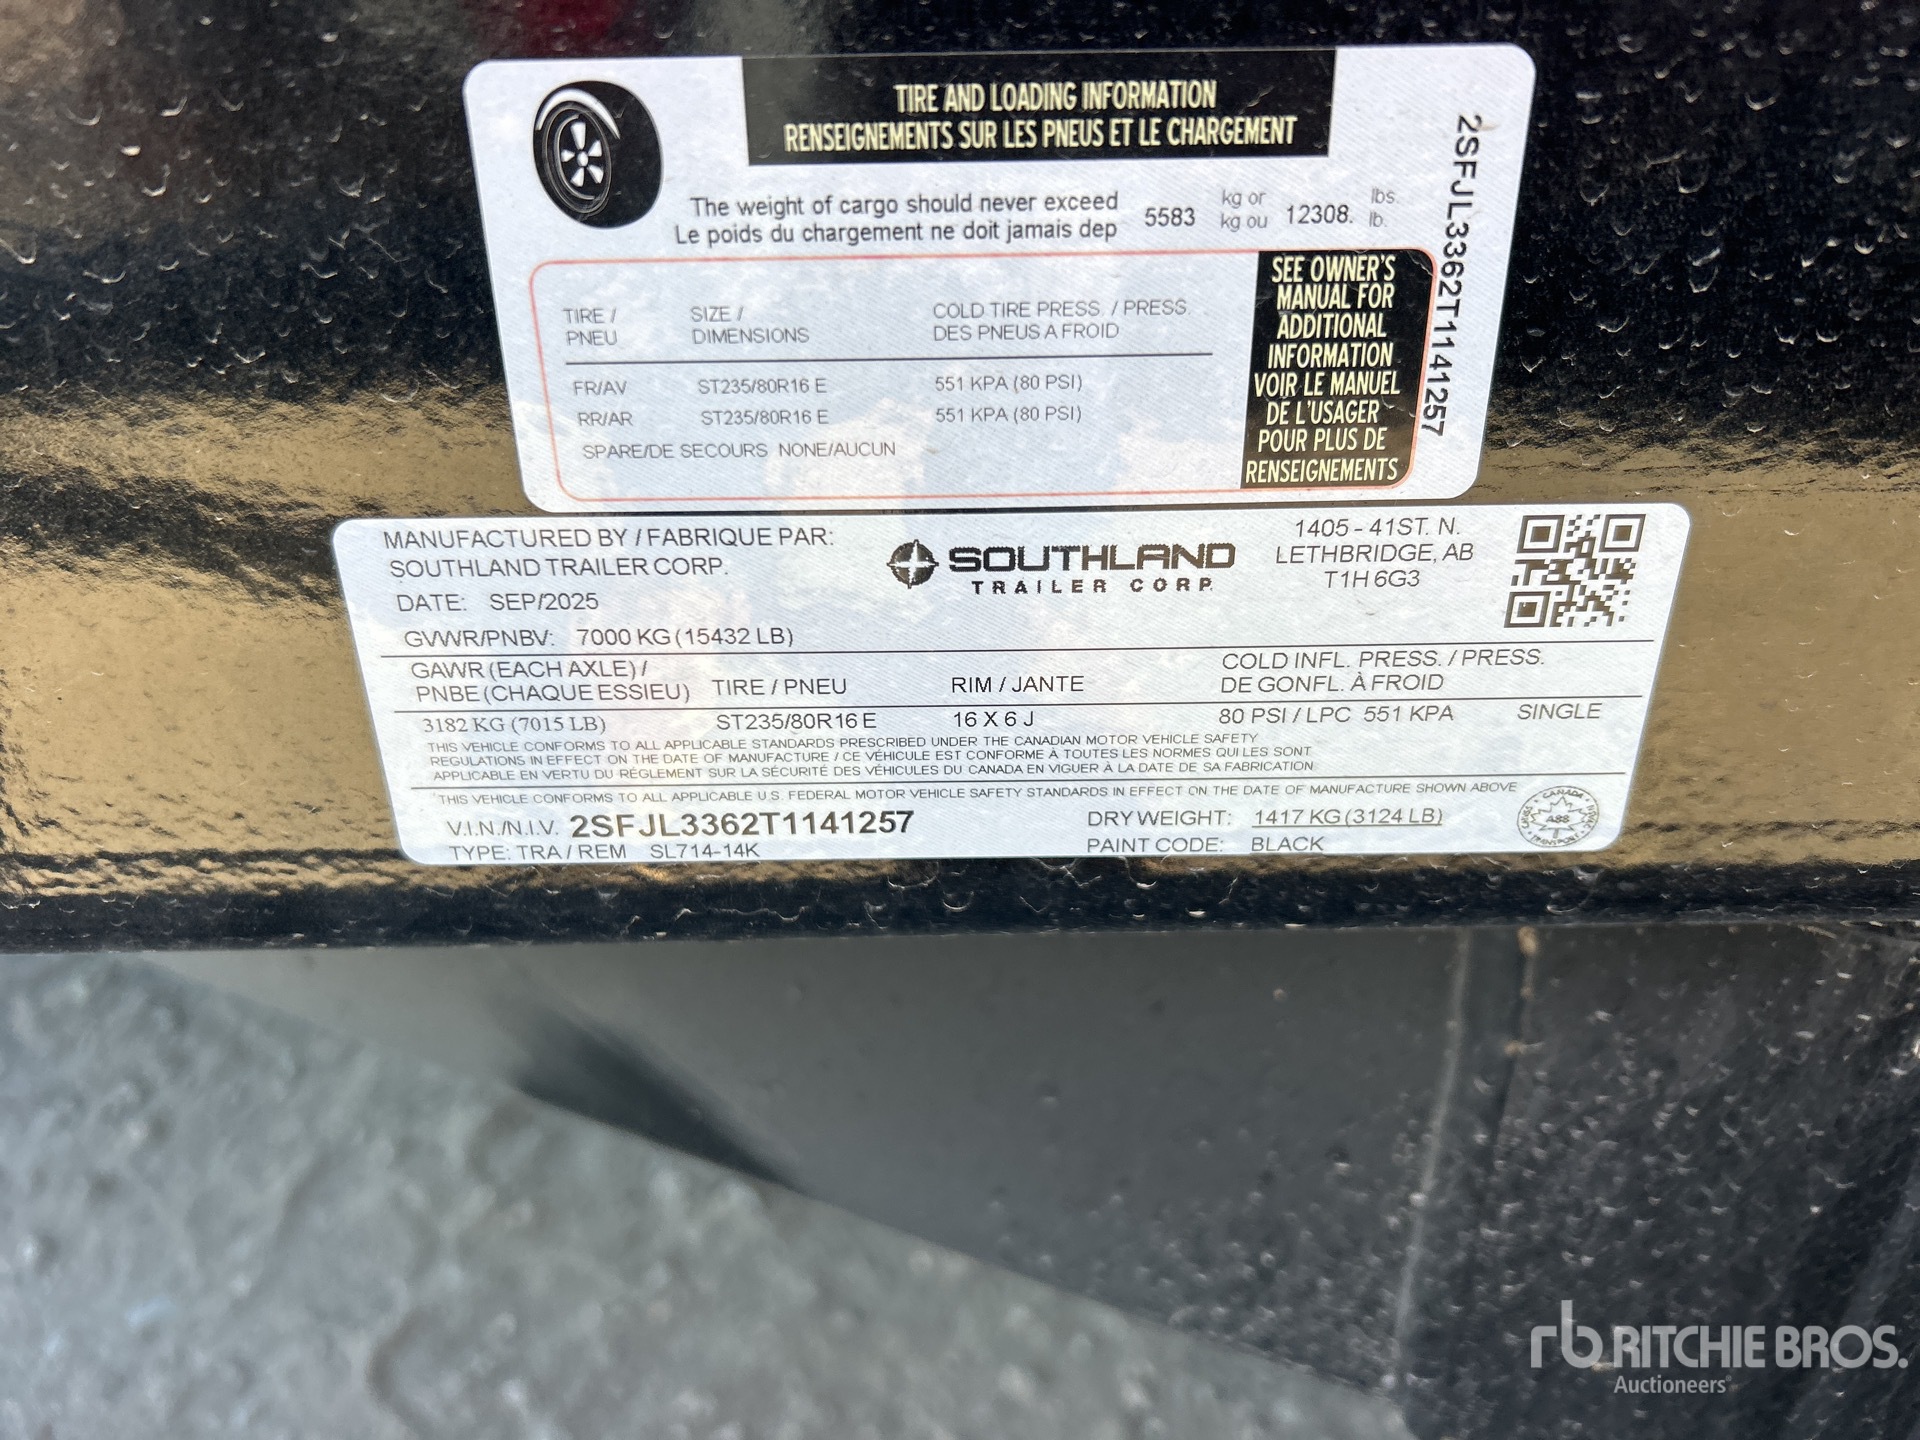 TIRE AND LOADING INFORMATION
RENSEIGNEMENTS SUR LES PNEUS ET LE CHARGEMENT
The weight of cargo should never exceed
Le poids du chargement ne doit jamais dep
5583 kg or kg ou 12308. lbs. lb.
TIRE / PNEU
SIZE / DIMENSIONS
COLD TIRE PRESS. / PRESS. DES PNEUS A FROID
FR/AV ST235/80R16 E 551 KPA (80 PSI)
RR/AR ST235/80R16 E 551 KPA (80 PSI)
SPARE/DE SECOURS NONE/AUCUN
SEE OWNER'S
MANUAL FOR
ADDITIONAL
INFORMATION
VOIR LE MANUEL
DE L'USAGER
POUR PLUS DE
RENSEIGNEMENTS
2SFJL3362T1141257
MANUFACTURED BY / FABRIQUE PAR:
SOUTHLAND TRAILER CORP.
DATE: SEP/2025
GVWR/PNBV: 7000 KG (15432 LB)
SOUTHLAND
TRAILER CORP.
1405 - 41ST. N.
LETHBRIDGE, AB
T1H 6G3
GAWR (EACH AXLE) /
PNBE (CHAQUE ESSIEU) TIRE / PNEU RIM / JANTE
COLD INFL. PRESS. / PRESS.
DE GONFL. À FROID
3182 KG (7015 LB) ST235/80R16 E 16 X 6 J 80 PSI / LPC 551 KPA SINGLE
THIS VEHICLE CONFORMS TO ALL APPLICABLE STANDARDS PRESCRIBED UNDER THE CANADIAN MOTOR VEHICLE SAFETY
REGULATIONS IN EFFECT ON THE DATE OF MANUFACTURE / CE VÉHICULE EST CONFORME À TOUTES LES NORMES QUI LES SONT
APPLICABLE EN VERTU DU RÉGLEMENT SUR LA SÉCURITÉ DES VÉHICULES DU CANADA EN VIGUER À LA DATE DE SA FABRICATION
THIS VEHICLE CONFORMS TO ALL APPLICABLE U.S. FEDERAL MOTOR VEHICLE SAFETY STANDARDS IN EFFECT ON THE DATE OF MANUFACTURE SHOWN ABOVE
V.I.N./N.I.V. 2SFJL3362T1141257 DRY WEIGHT: 1417 KG (3124 LB)
TYPE: TRA / REM SL714-14K PAINT CODE: BLACK
CANADA
TRANSPORT
rb RITCHIE BROS.
Auctioneers